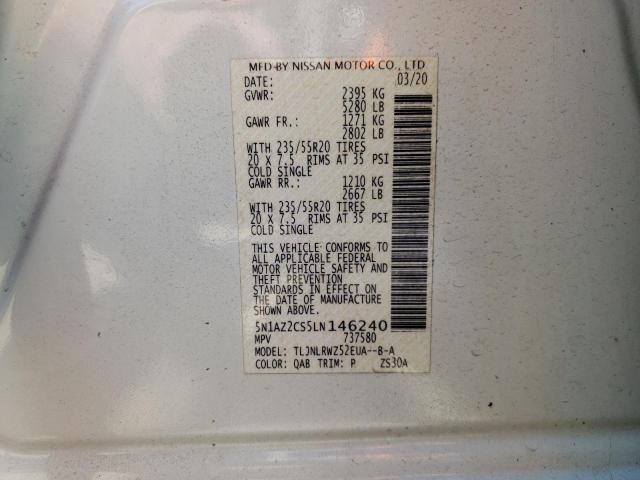 MFD BY NISSAN MOTOR CO., LTD
DATE: 03/20
GVWR: 2395 KG
5280 LB
GAWR FR.: 1271 KG
2802 LB
WITH 235/55R20 TIRES
20 X 7.5 RIMS AT 35 PSI
COLD SINGLE
GAWR RR.: 1210 KG
2667 LB
WITH 235/55R20 TIRES
20 X 7.5 RIMS AT 35 PSI
COLD SINGLE
THIS VEHICLE CONFORMS TO
ALL APPLICABLE FEDERAL
MOTOR VEHICLE SAFETY AND
THEFT PREVENTION
STANDARDS IN EFFECT ON
THE DATE OF MANUFACTURE
SHOWN ABOVE.
5N1AZ2CS5LN146240
MPV 737580
MODEL: TLJNLRWZ52EUA--B-A
COLOR: QAB TRIM: P ZS30A